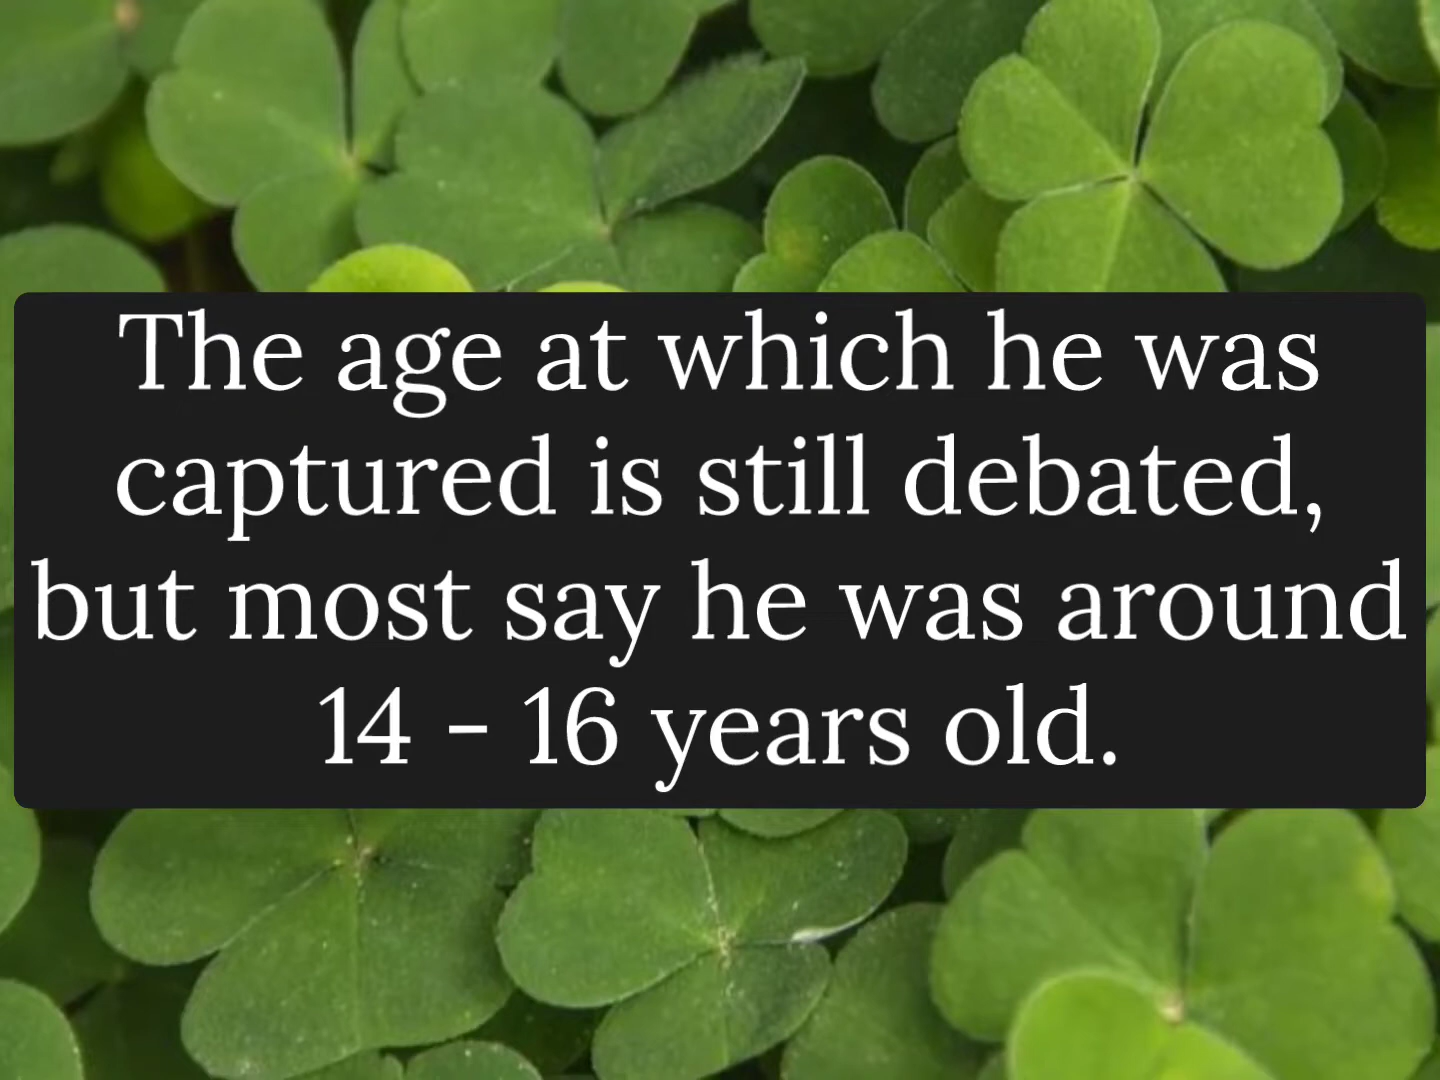 The age at which he was
captured is still debated,
but most say he was around
14 - 16 years old.